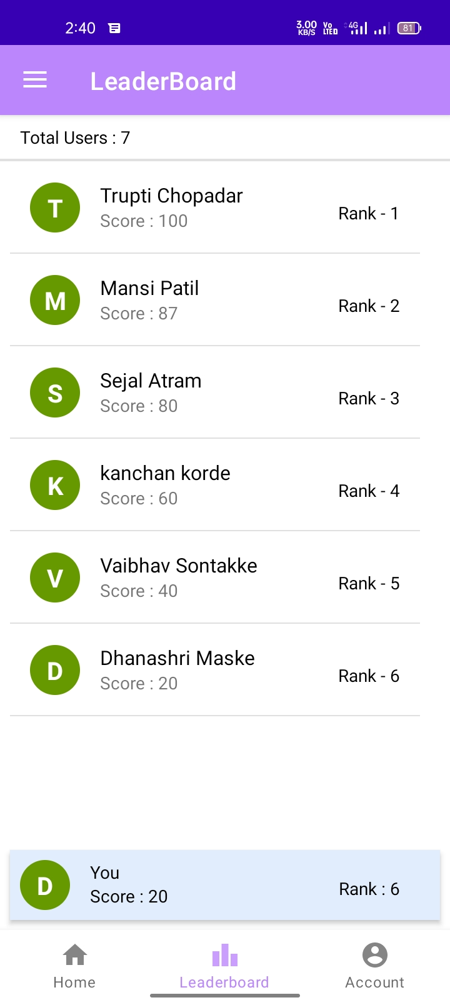 2:40 3.00 KB/S Vo LTE D 4G 81
LeaderBoard
Total Users : 7
T Trupti Chopadar
Score : 100
Rank - 1
M Mansi Patil
Score : 87
Rank - 2
S Sejal Atram
Score : 80
Rank - 3
K kanchan korde
Score : 60
Rank - 4
V Vaibhav Sontakke
Score : 40
Rank - 5
D Dhanashri Maske
Score : 20
Rank - 6
D You
Score : 20
Rank : 6
Home Leaderboard Account